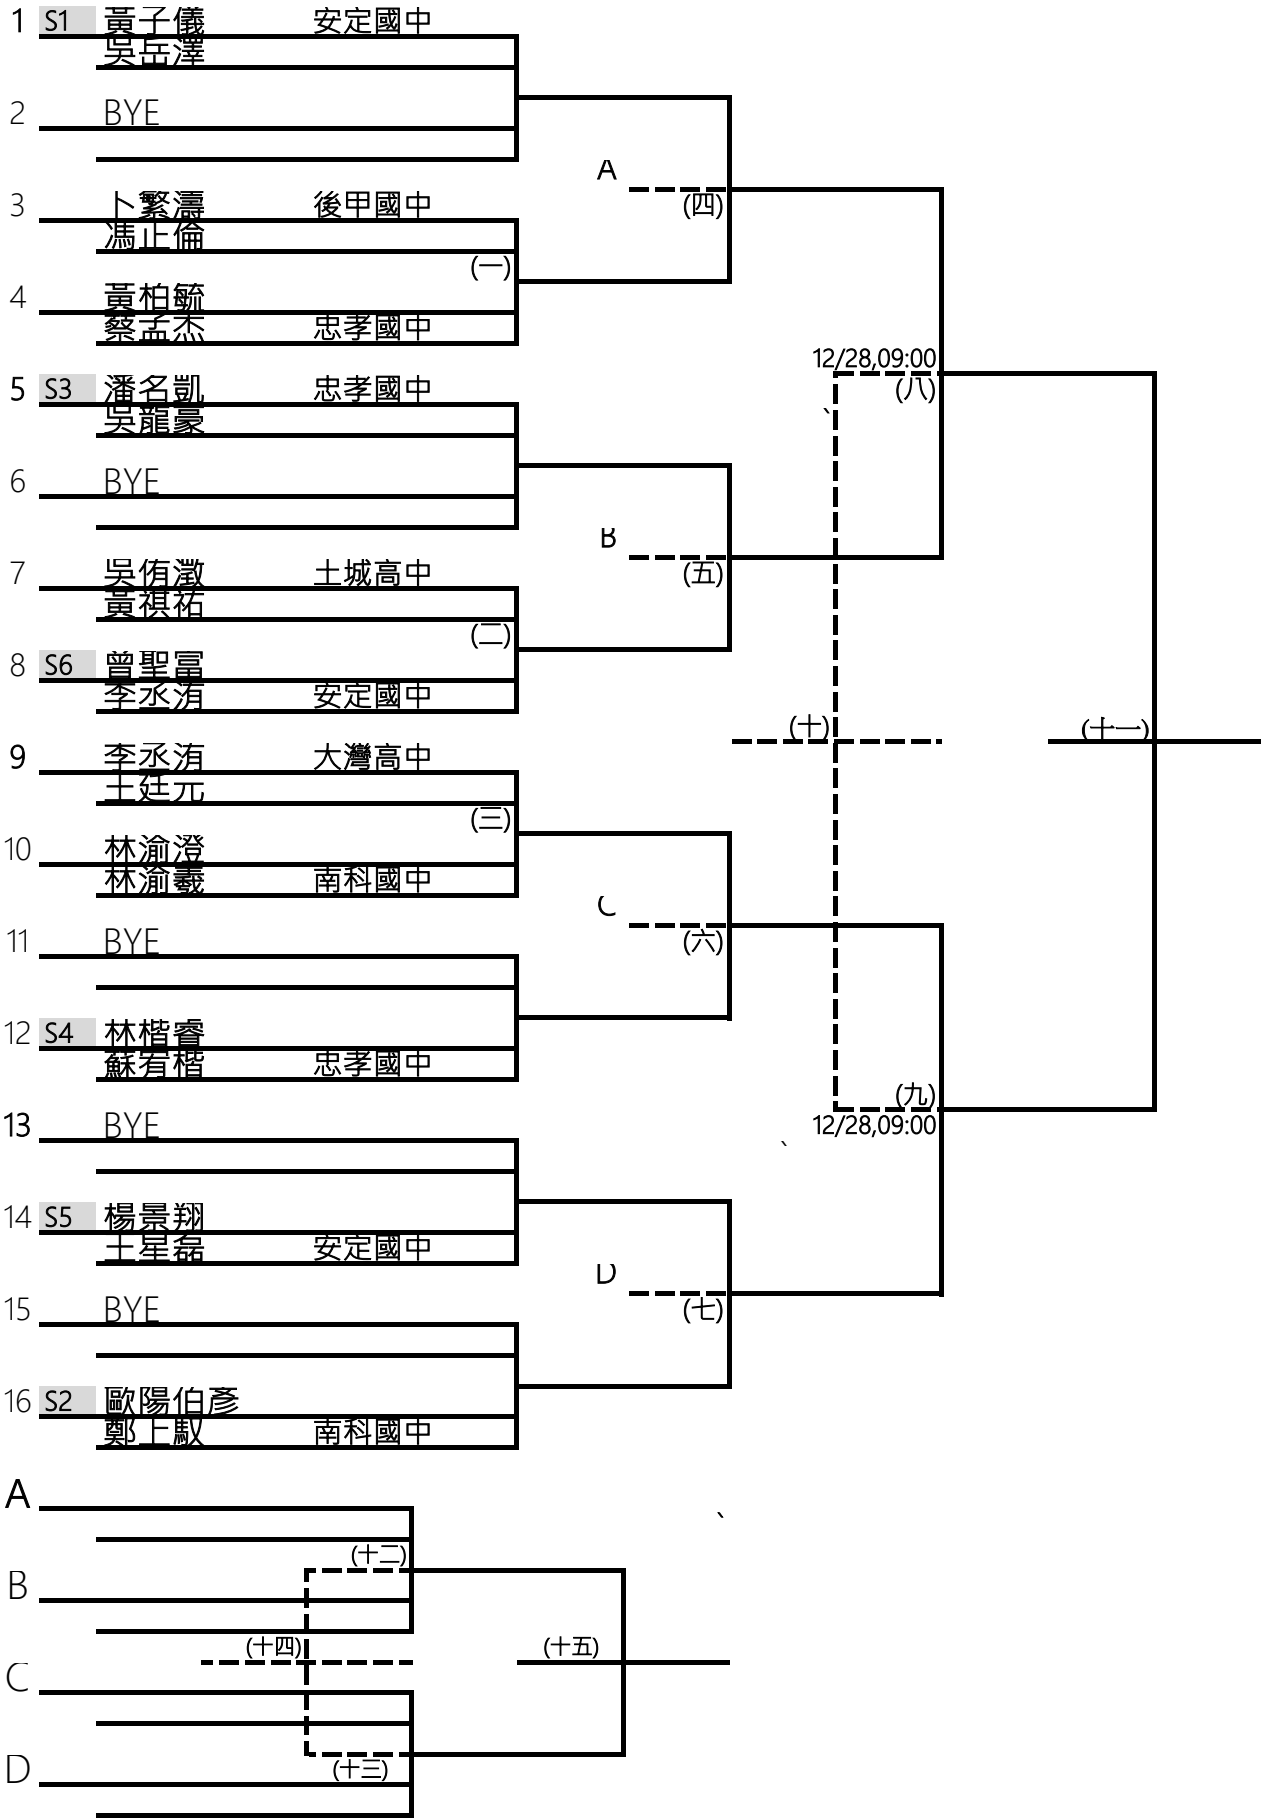 1 S1 黃子儀 安定國中
吳岳澤
2 BYE
A
(四)
3 卜繁濤 後甲國中
馮正倫
(一)
4 黃柏毓
蔡孟杰 忠孝國中
12/28,09:00
5 S3 潘名凱 忠孝國中
(八)
吳龍豪
、
6 BYE
B
(五)
7 吳侑澂 土城高中
黃祺祐
(二)
8 S6 曾聖富
李丞洧 安定國中
(十)
(十一)
9 李丞洧 大灣高中
王廷元
(三)
10 林渝澄
林渝羲 南科國中
C
(六)
11 BYE
12 S4 林楷睿
蘇宥楷 忠孝國中
(九)
13 BYE
12/28,09:00
、
14 S5 楊景翔
王星磊 安定國中
D
(七)
15 BYE
16 S2 歐陽伯彥
鄭上馭 南科國中
A
、
(十二)
B
(十四)
(十五)
C
D
(十三)